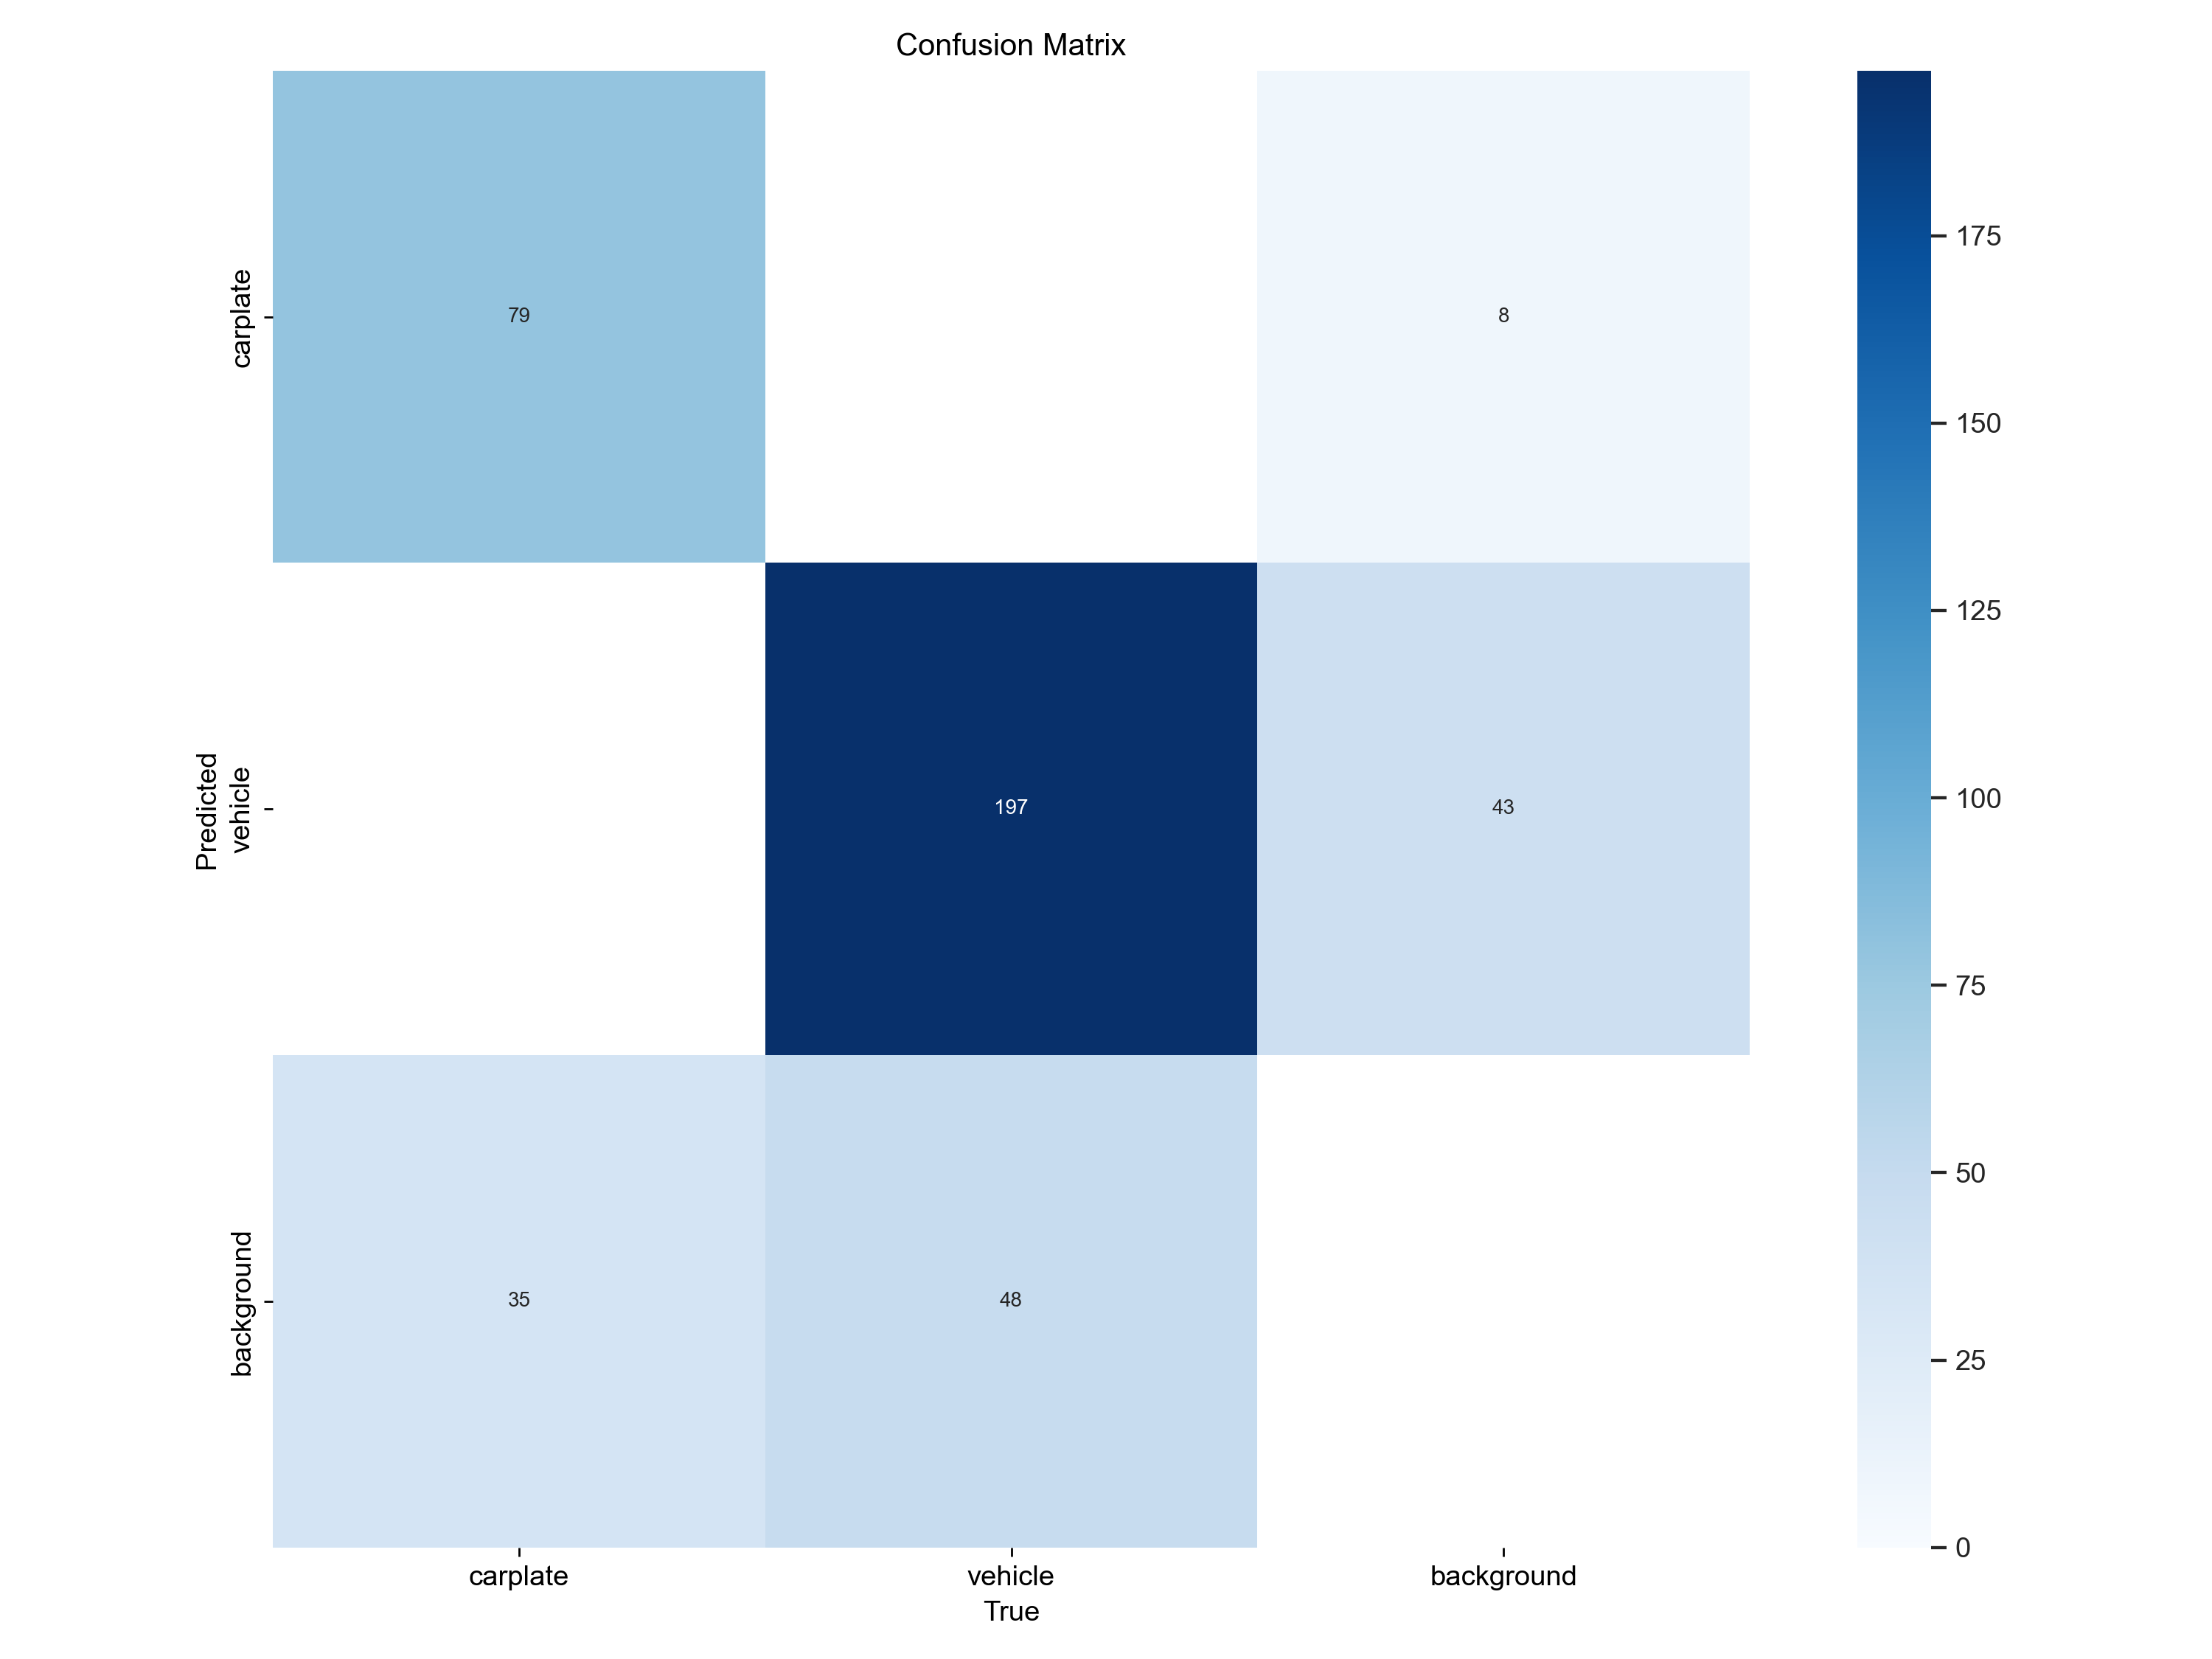 Confusion Matrix
carplate
79
8
175
150
125
100
75
50
25
0
Predicted
vehicle
197
43
background
35
48
carplate
vehicle
background
True